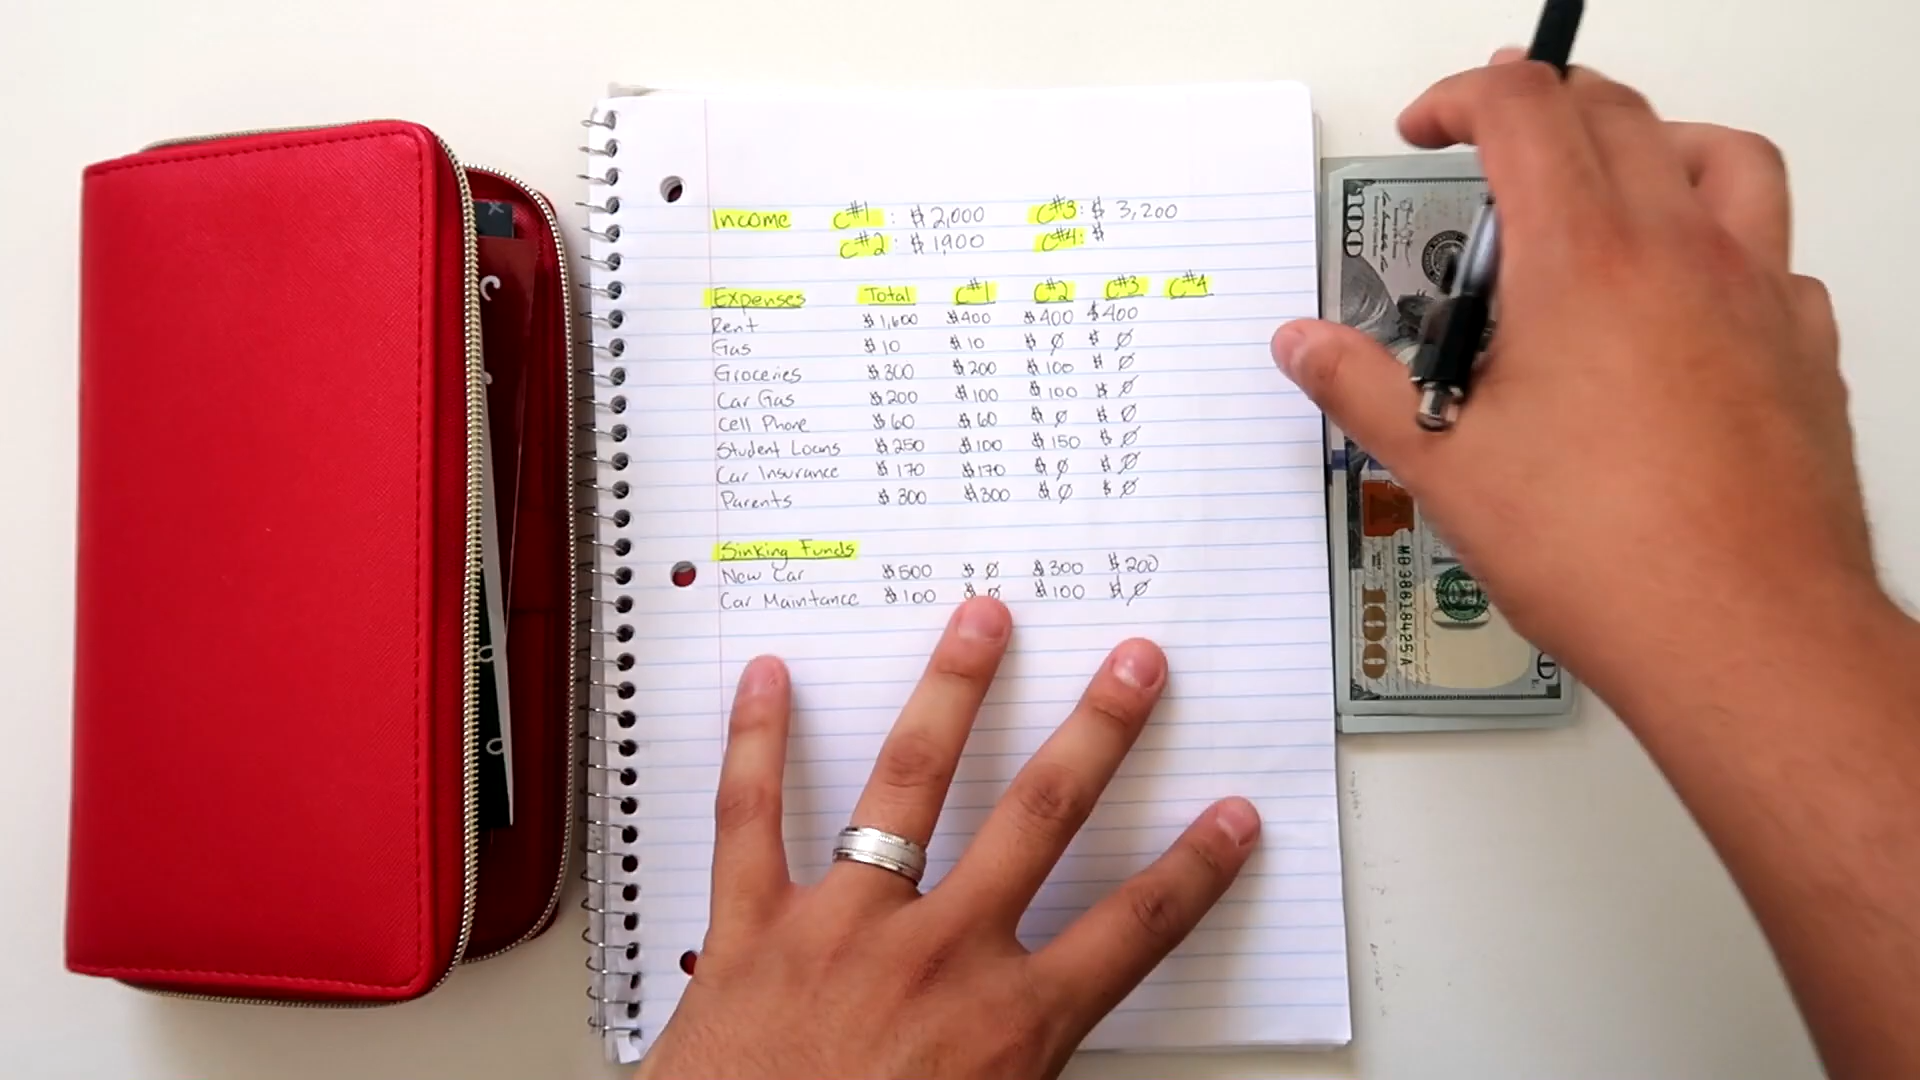 Income C#1: $2,000 C#3: $ 3,200
C#2: $1,900 C#4: $
Expenses Total C#1 C#2 C#3 C#4
Rent $1,600 $400 $400 $400
Gas $10 $10 $ ∅ $ ∅
Groceries $300 $200 $100 $ ∅
Car Gas $200 $100 $100 $ ∅
Cell Phone $60 $60 $ ∅ $ ∅
Student Loans $250 $100 $150 $ ∅
Car Insurance $170 $170 $ ∅ $ ∅
Parents $300 $300 $ ∅ $ ∅
Sinking Funds
New Car $500 $ ∅ $300 $200
Car Maintance $100 $ ∅ $100 $ ∅
100
MB38618425A
100